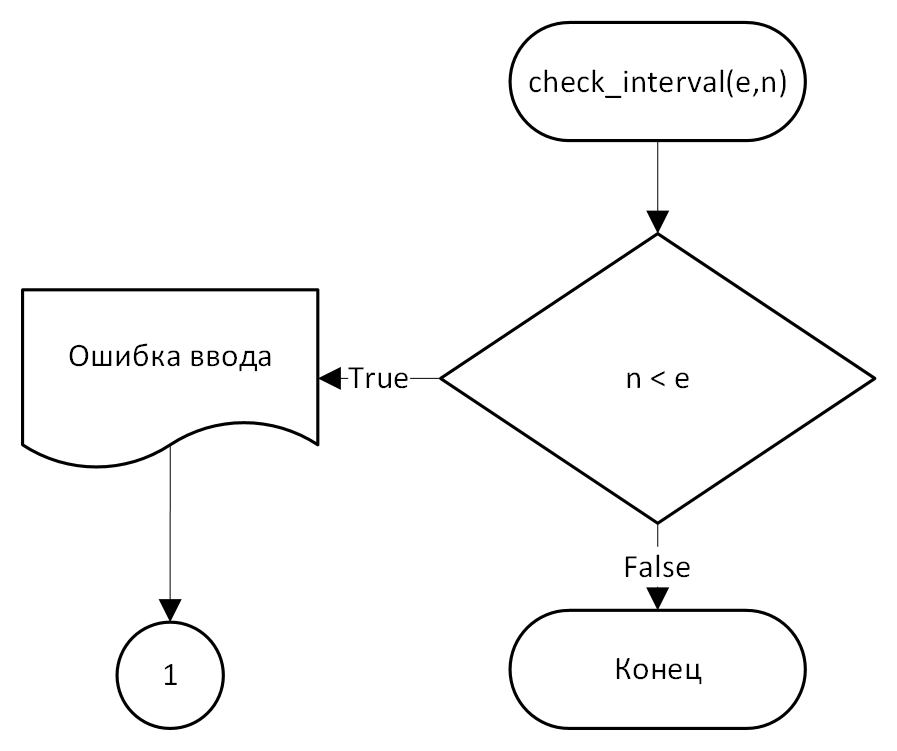 check_interval(e,n)
Ошибка ввода
True
n < e
False
1
Конец